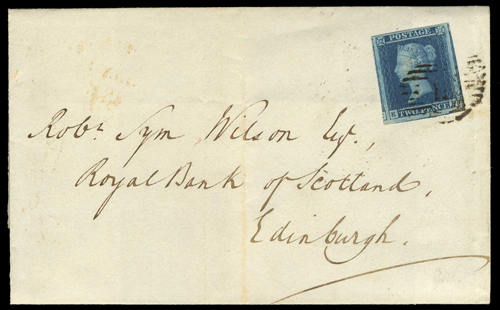 POSTAGE
TWO PENCE
Robt. Sym Wilson Esq.,
Royal Bank of Scotland,
Edinburgh.